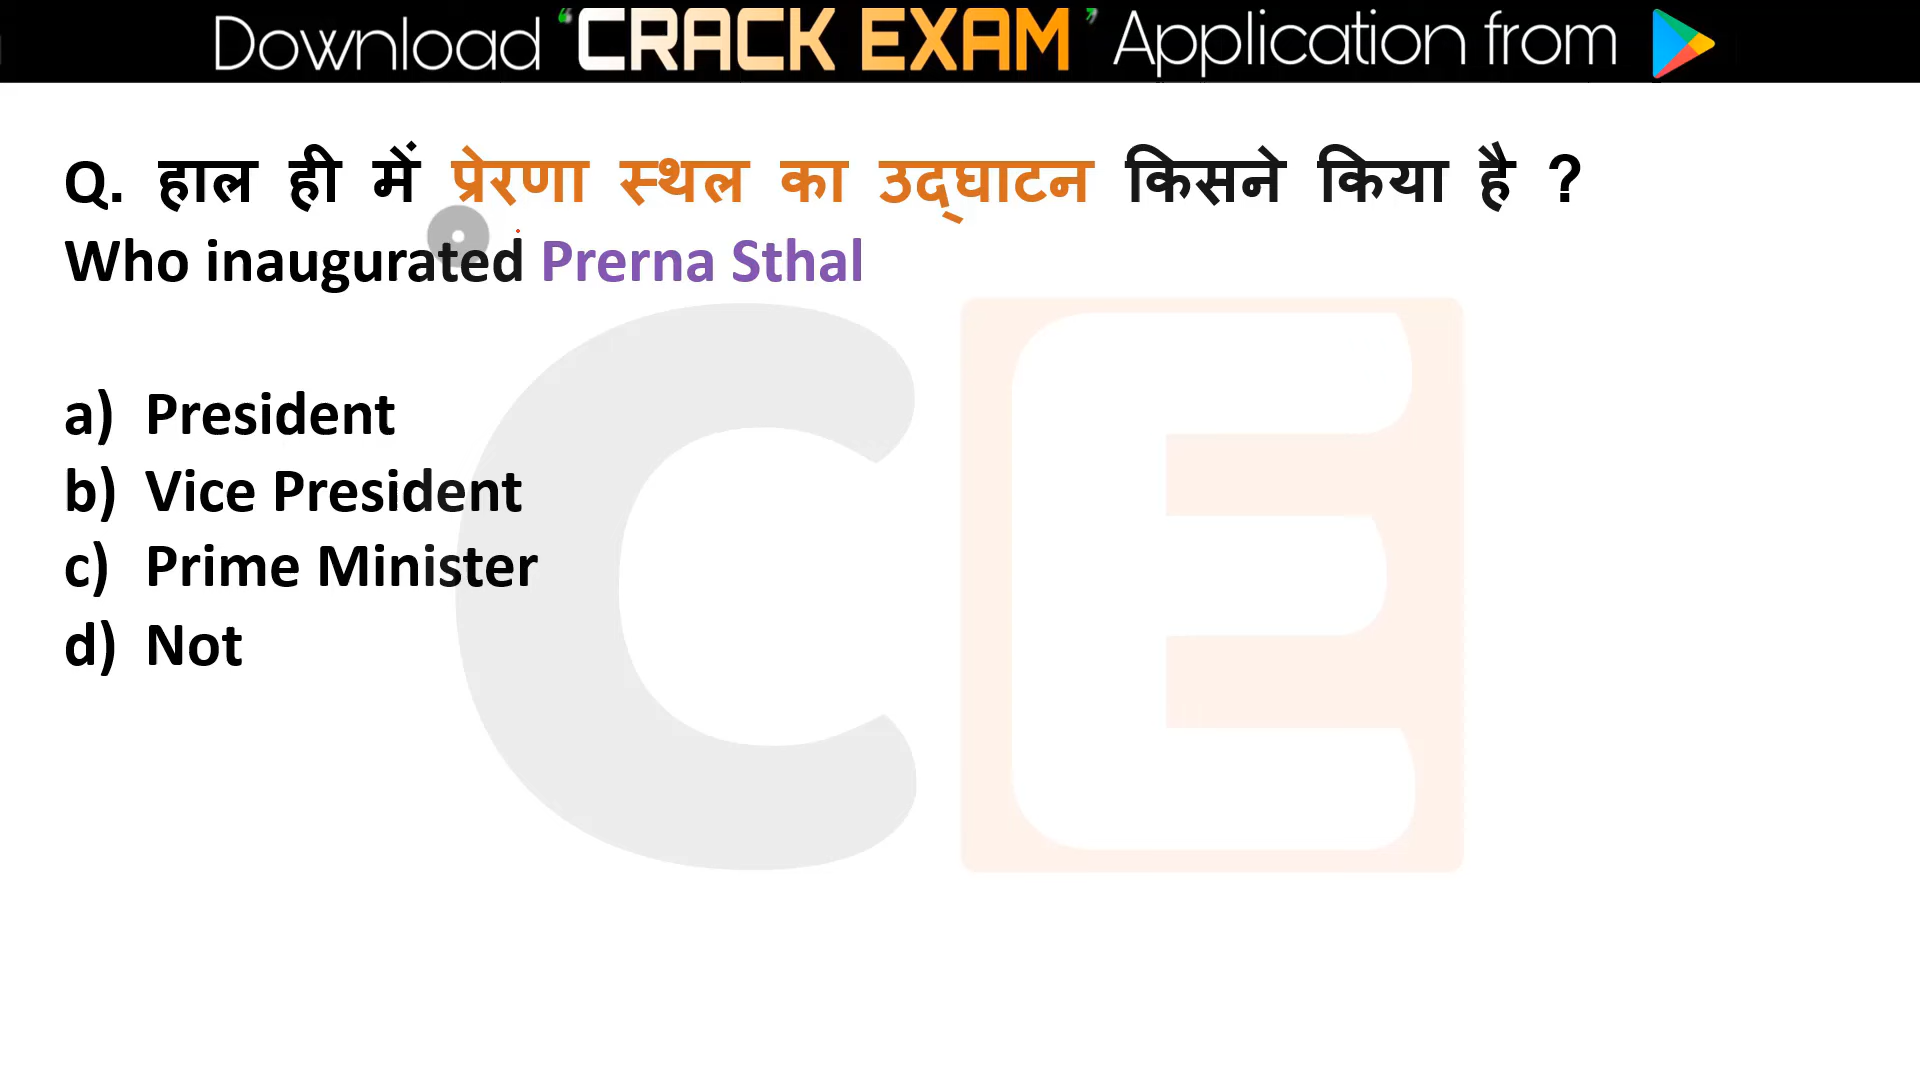 Download ‘CRACK EXAM’ Application from
Q. हाल ही में प्रेरणा स्थल का उद्घाटन किसने किया है ?
Who inaugurated Prerna Sthal
a) President
b) Vice President
c) Prime Minister
d) Not
CE